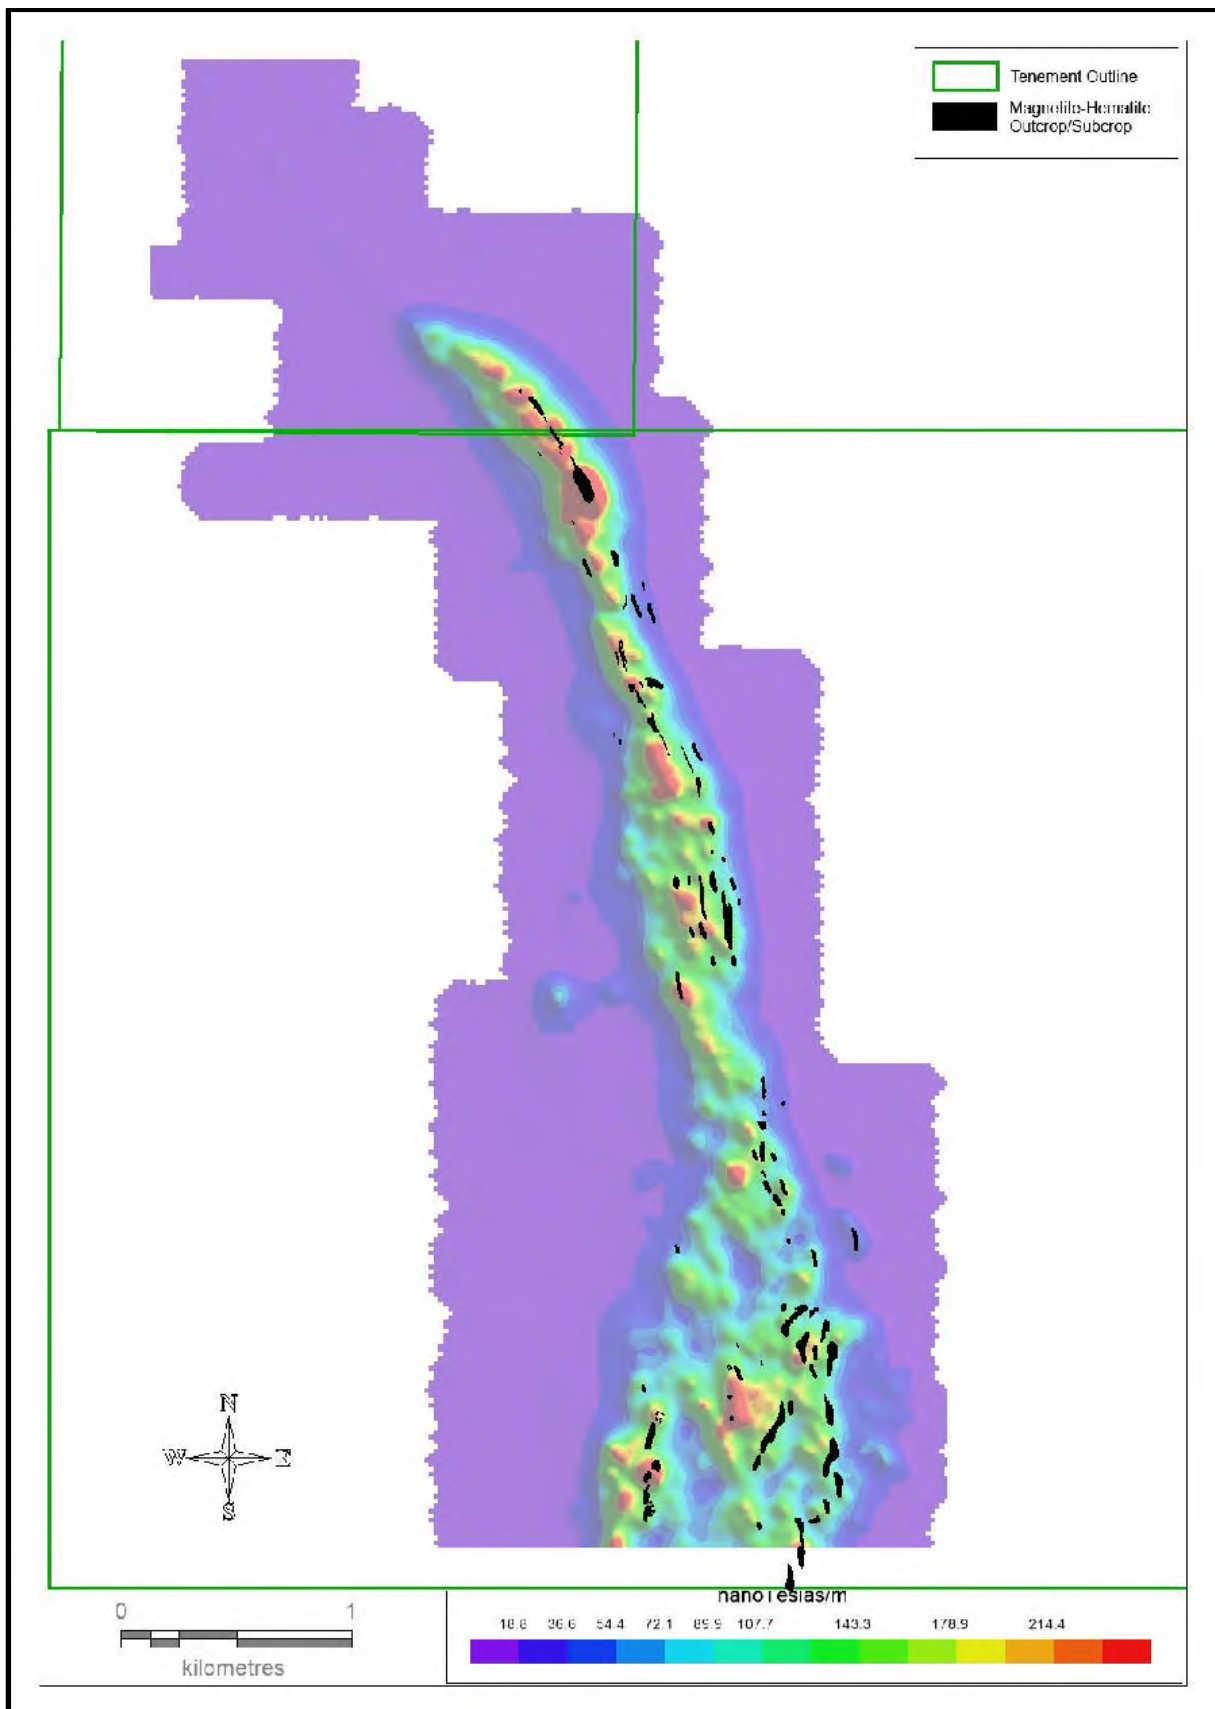 Tenement Outline
Magnetite-Hematite
Outcrop/Subcrop
N
W E
S
0 1
kilometres
nanoTeslas/m
18.8 36.6 54.4 72.1 89.9 107.7 143.3 178.9 214.4